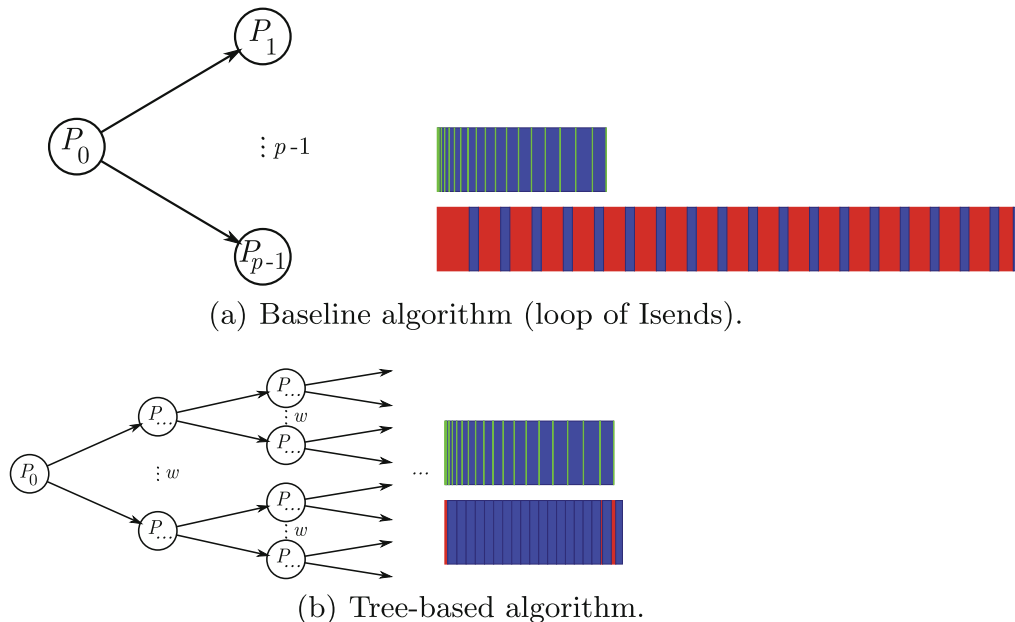 P1
P0
⋮ p-1
Pp-1
(a) Baseline algorithm (loop of Isends).
P...
⋮ w
P...
P...
P0
⋮ w
...
P...
P...
⋮ w
P...
(b) Tree-based algorithm.